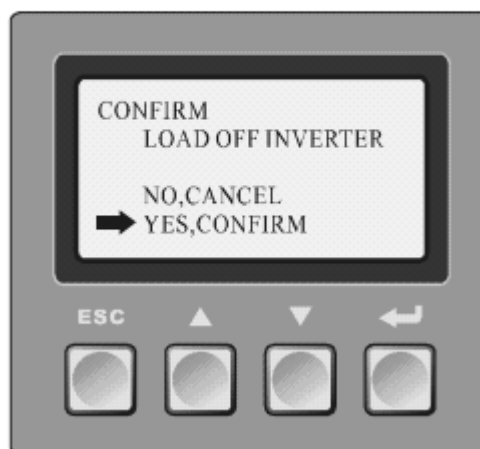 CONFIRM
LOAD OFF INVERTER
NO,CANCEL
YES,CONFIRM
ESC